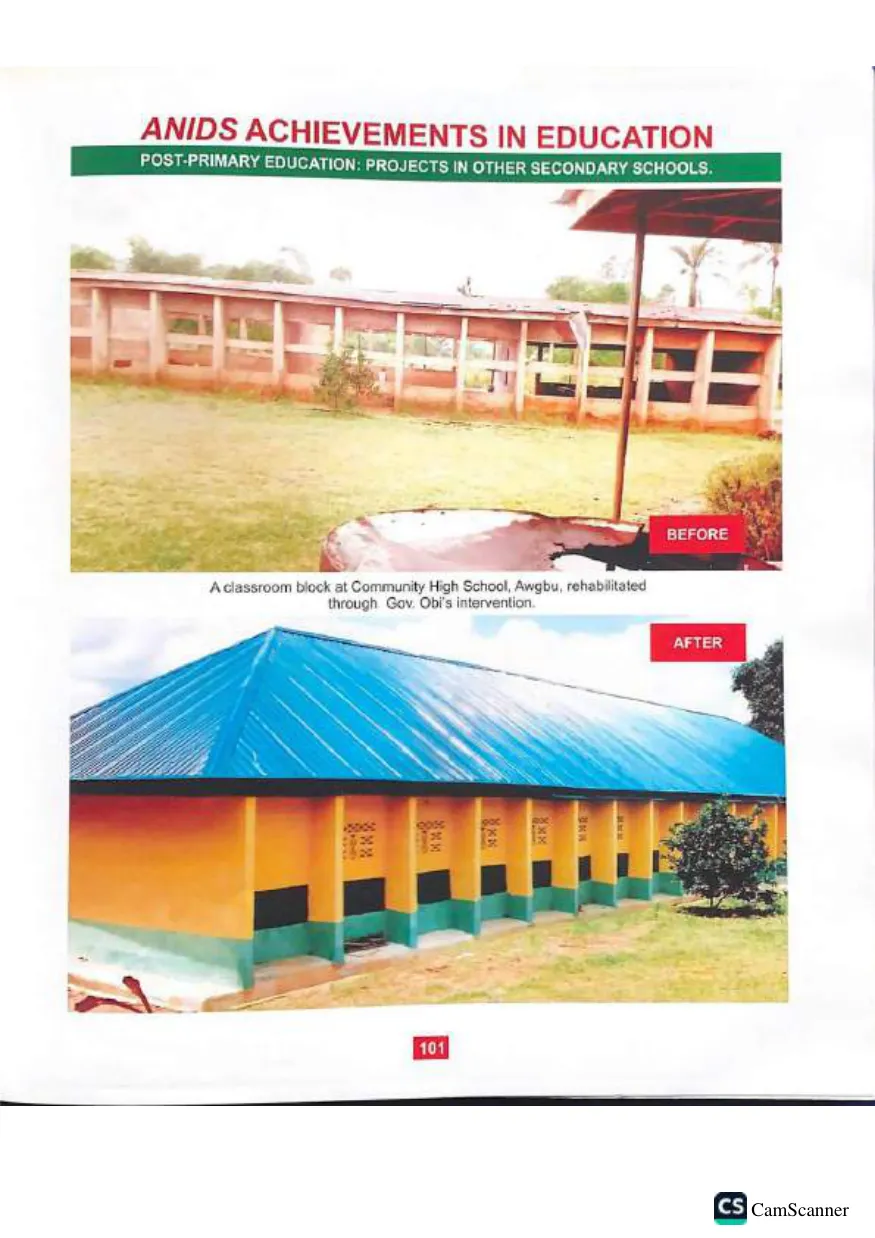 ANIDS ACHIEVEMENTS IN EDUCATION
POST-PRIMARY EDUCATION: PROJECTS IN OTHER SECONDARY SCHOOLS.
BEFORE
A classroom block at Community High School, Awgbu, rehabilitated
through Gov. Obi's intervention.
AFTER
101
CS CamScanner